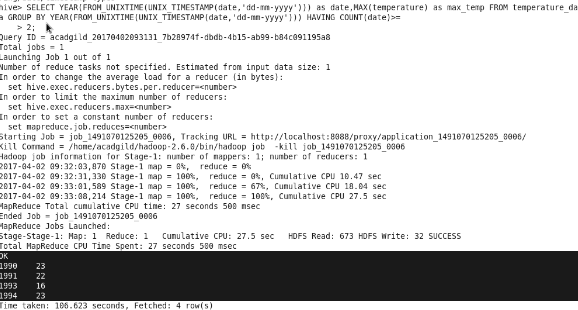 hive> SELECT YEAR(FROM_UNIXTIME(UNIX_TIMESTAMP(date,'dd-mm-yyyy'))) as date,MAX(temperature) as max_temp FROM temperature_da
a GROUP BY YEAR(FROM_UNIXTIME(UNIX_TIMESTAMP(date,'dd-mm-yyyy'))) HAVING COUNT(date)>=
> 2;
Query ID = acadgild_20170402093131_7b28974f-dbdb-4b15-ab99-b84c091195a8
Total jobs = 1
Launching Job 1 out of 1
Number of reduce tasks not specified. Estimated from input data size: 1
In order to change the average load for a reducer (in bytes):
set hive.exec.reducers.bytes.per.reducer=<number>
In order to limit the maximum number of reducers:
set hive.exec.reducers.max=<number>
In order to set a constant number of reducers:
set mapreduce.job.reduces=<number>
Starting Job = job_1491070125205_0006, Tracking URL = http://localhost:8088/proxy/application_1491070125205_0006/
Kill Command = /home/acadgild/hadoop-2.6.0/bin/hadoop job -kill job_1491070125205_0006
Hadoop job information for Stage-1: number of mappers: 1; number of reducers: 1
2017-04-02 09:32:03,870 Stage-1 map = 0%, reduce = 0%
2017-04-02 09:32:31,330 Stage-1 map = 100%, reduce = 0%, Cumulative CPU 10.47 sec
2017-04-02 09:33:01,589 Stage-1 map = 100%, reduce = 67%, Cumulative CPU 18.04 sec
2017-04-02 09:33:08,214 Stage-1 map = 100%, reduce = 100%, Cumulative CPU 27.5 sec
MapReduce Total cumulative CPU time: 27 seconds 500 msec
Ended Job = job_1491070125205_0006
MapReduce Jobs Launched:
Stage-Stage-1: Map: 1 Reduce: 1 Cumulative CPU: 27.5 sec HDFS Read: 673 HDFS Write: 32 SUCCESS
Total MapReduce CPU Time Spent: 27 seconds 500 msec
OK
1990 23
1991 22
1993 16
1994 23
Time taken: 106.623 seconds, Fetched: 4 row(s)